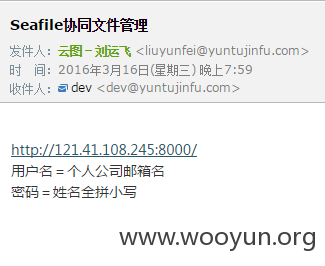 Seafile协同文件管理
发件人：云图－刘运飞 <liuyunfei@yuntujinfu.com>
时　间：2016年3月16日(星期三) 晚上7:59
收件人：dev <dev@yuntujinfu.com>
http://121.41.108.245:8000/
用户名＝个人公司邮箱名
密码＝姓名全拼小写
www.wooyun.org